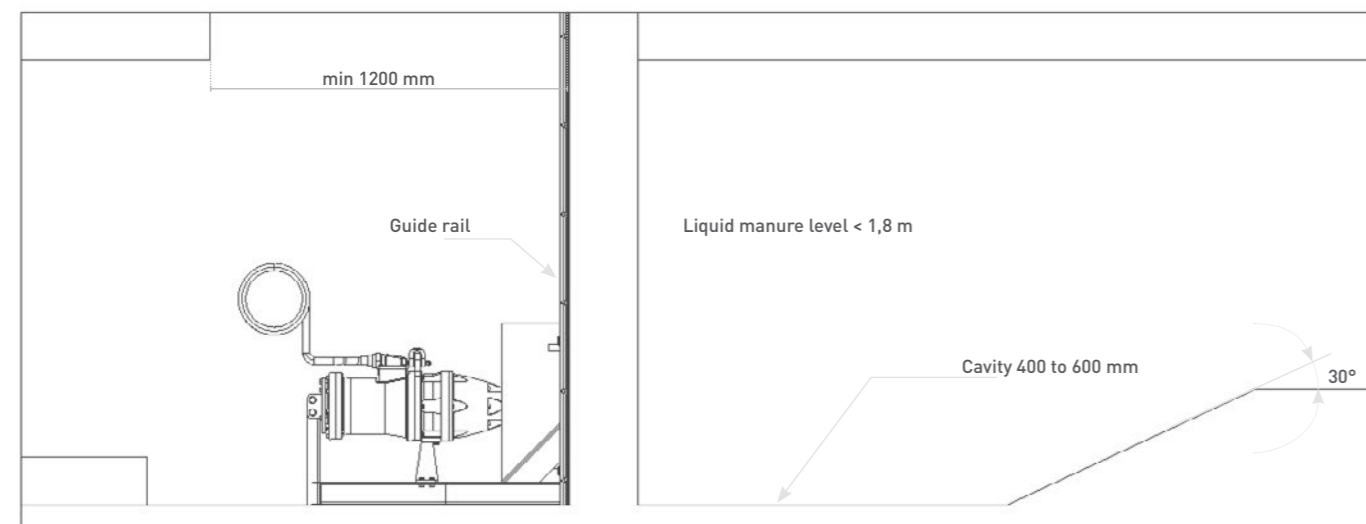 min 1200 mm
Guide rail
Liquid manure level < 1,8 m
Cavity 400 to 600 mm
30°